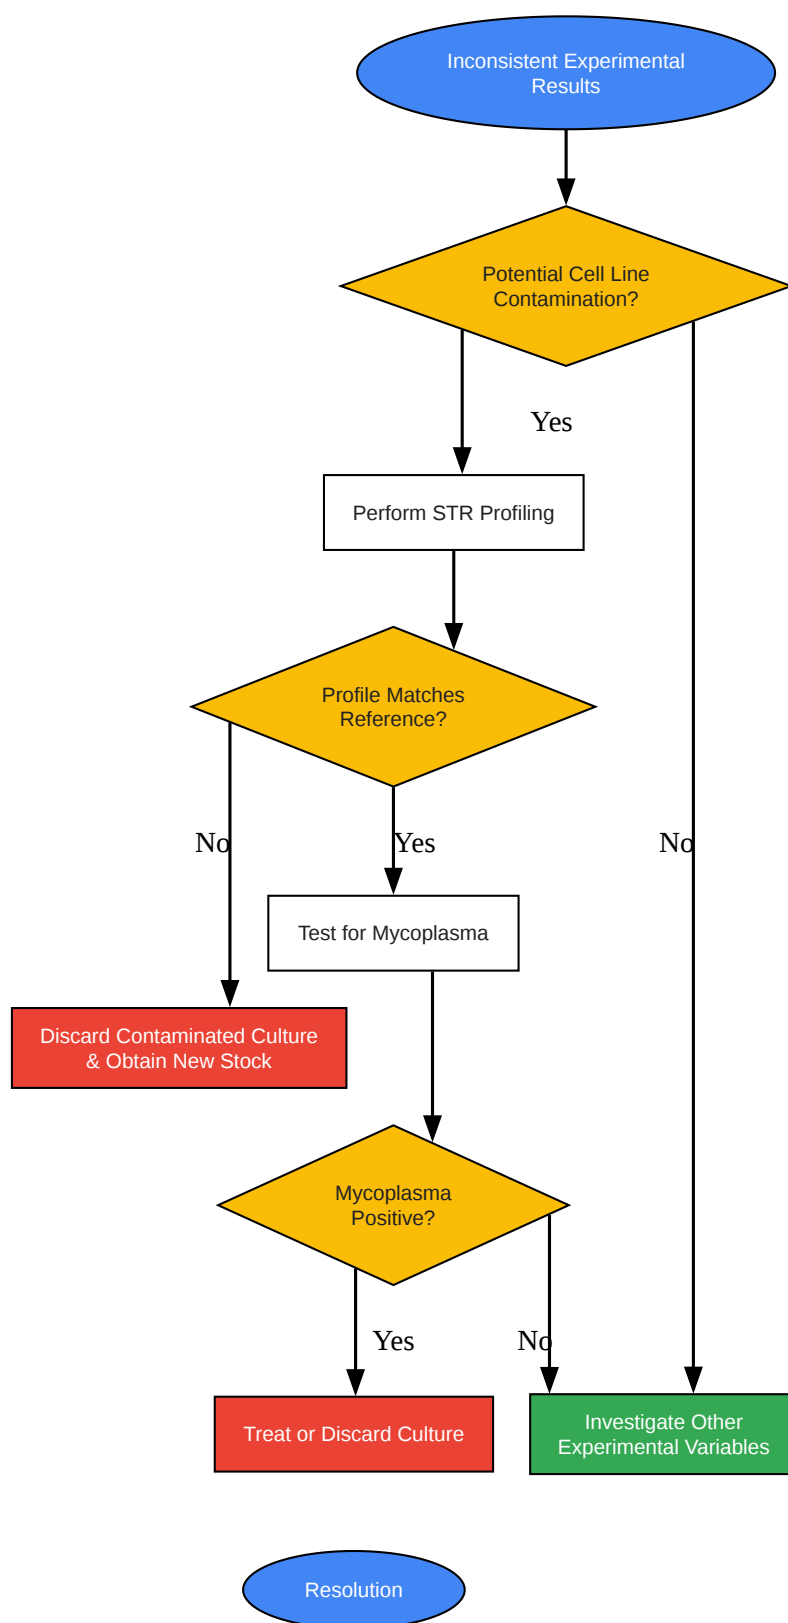 Inconsistent Experimental
Results
Potential Cell Line
Contamination?
Yes
Perform STR Profiling
Profile Matches
Reference?
No
Yes
No
Test for Mycoplasma
Discard Contaminated Culture
& Obtain New Stock
Mycoplasma
Positive?
Yes
No
Treat or Discard Culture
Investigate Other
Experimental Variables
Resolution